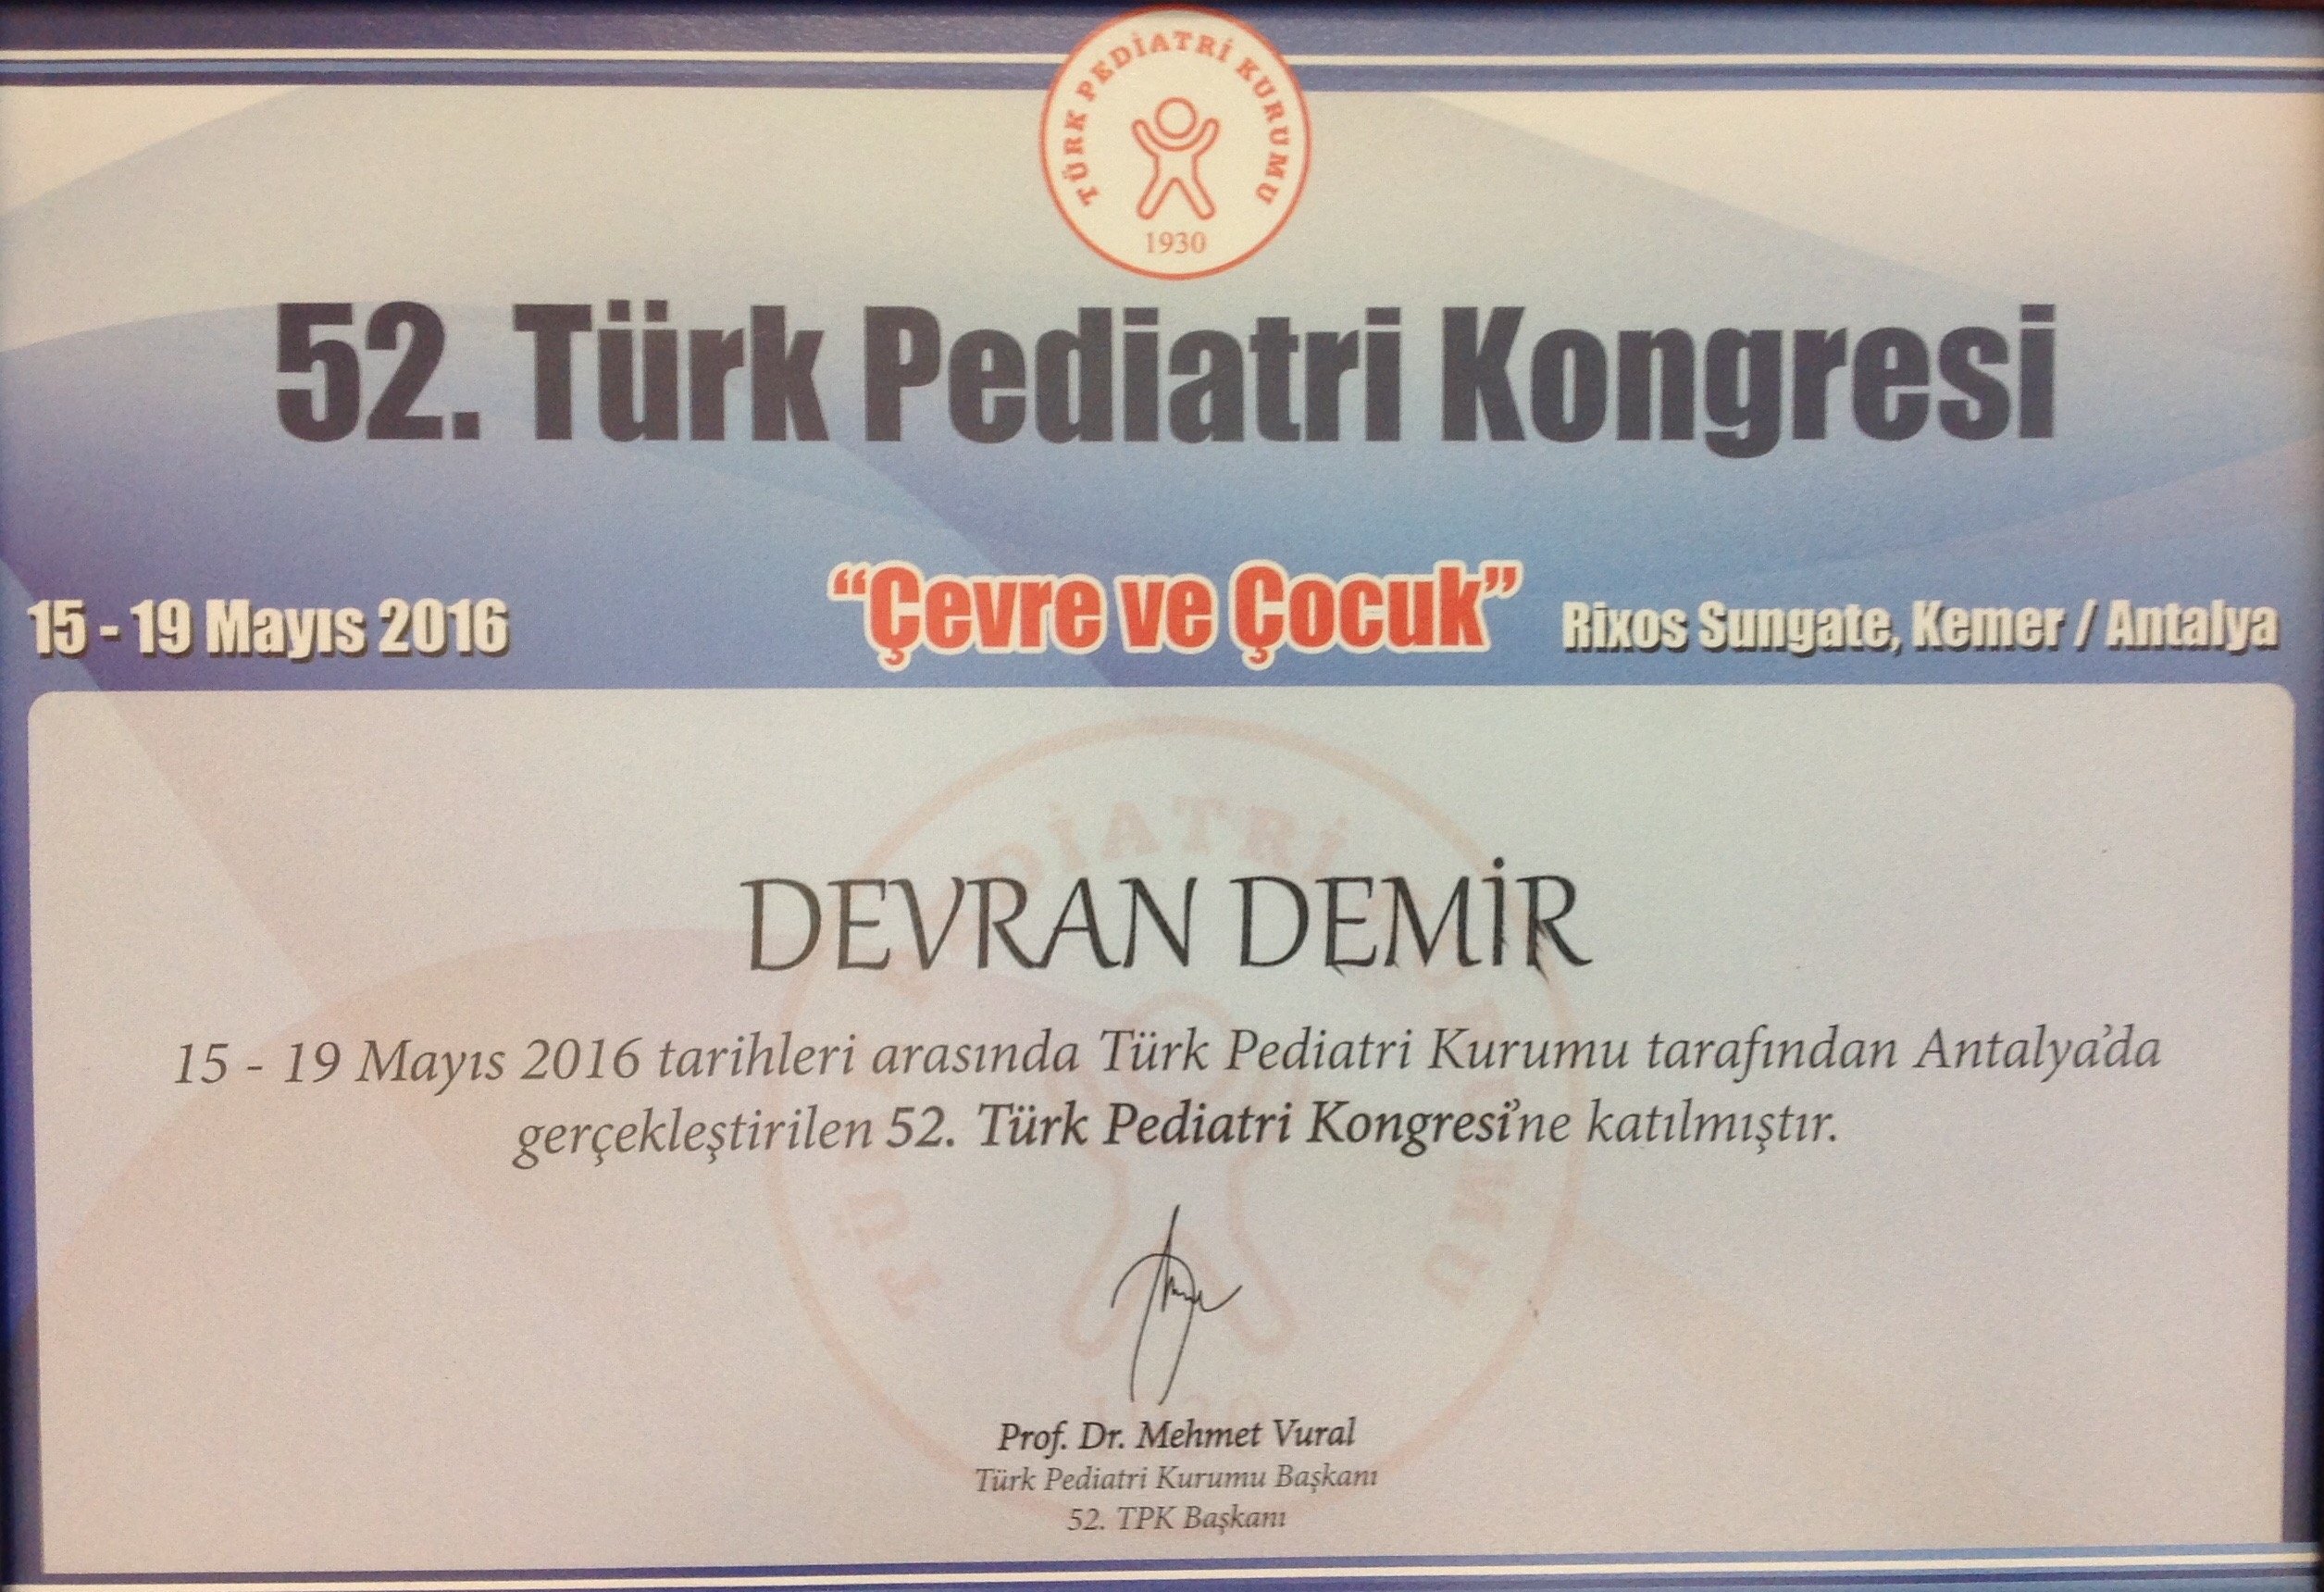 TÜRK PEDİATRİ KURUMU
1930
52. Türk Pediatri Kongresi
15 - 19 Mayıs 2016
“Çevre ve Çocuk”
Rixos Sungate, Kemer / Antalya
DEVRAN DEMİR
15 - 19 Mayıs 2016 tarihleri arasında Türk Pediatri Kurumu tarafından Antalya’da
gerçekleştirilen 52. Türk Pediatri Kongresi’ne katılmıştır.
Prof. Dr. Mehmet Vural
Türk Pediatri Kurumu Başkanı
52. TPK Başkanı